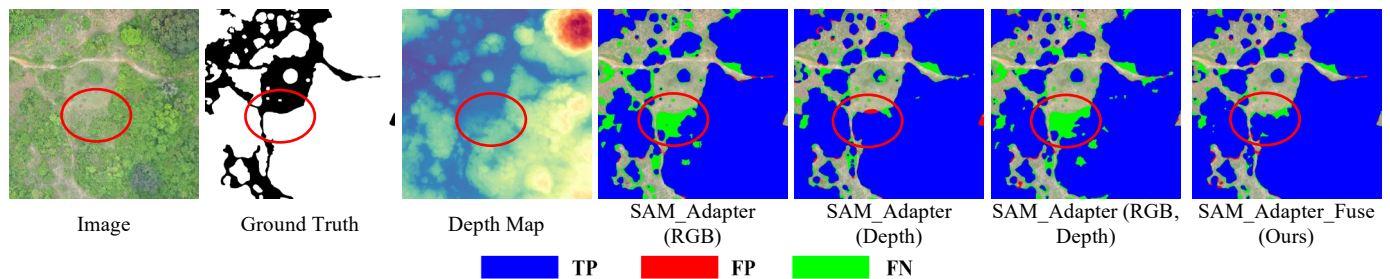 Image
Ground Truth
Depth Map
SAM_Adapter
(RGB)
SAM_Adapter
(Depth)
SAM_Adapter (RGB,
Depth)
SAM_Adapter_Fuse
(Ours)
TP
FP
FN